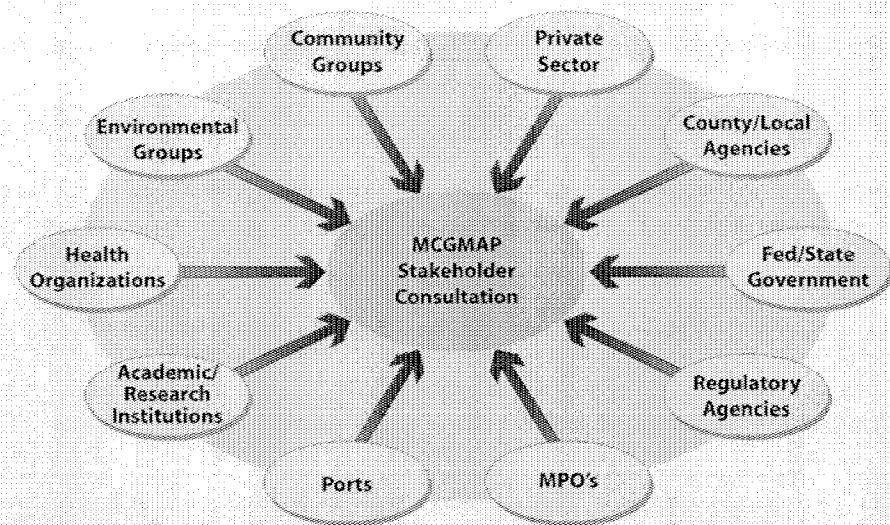 Community
Groups
Private
Sector
Environmental
Groups
County/Local
Agencies
Health
Organizations
MCGMAP
Stakeholder
Consultation
Fed/State
Government
Academic/
Research
Institutions
Regulatory
Agencies
Ports
MPO's